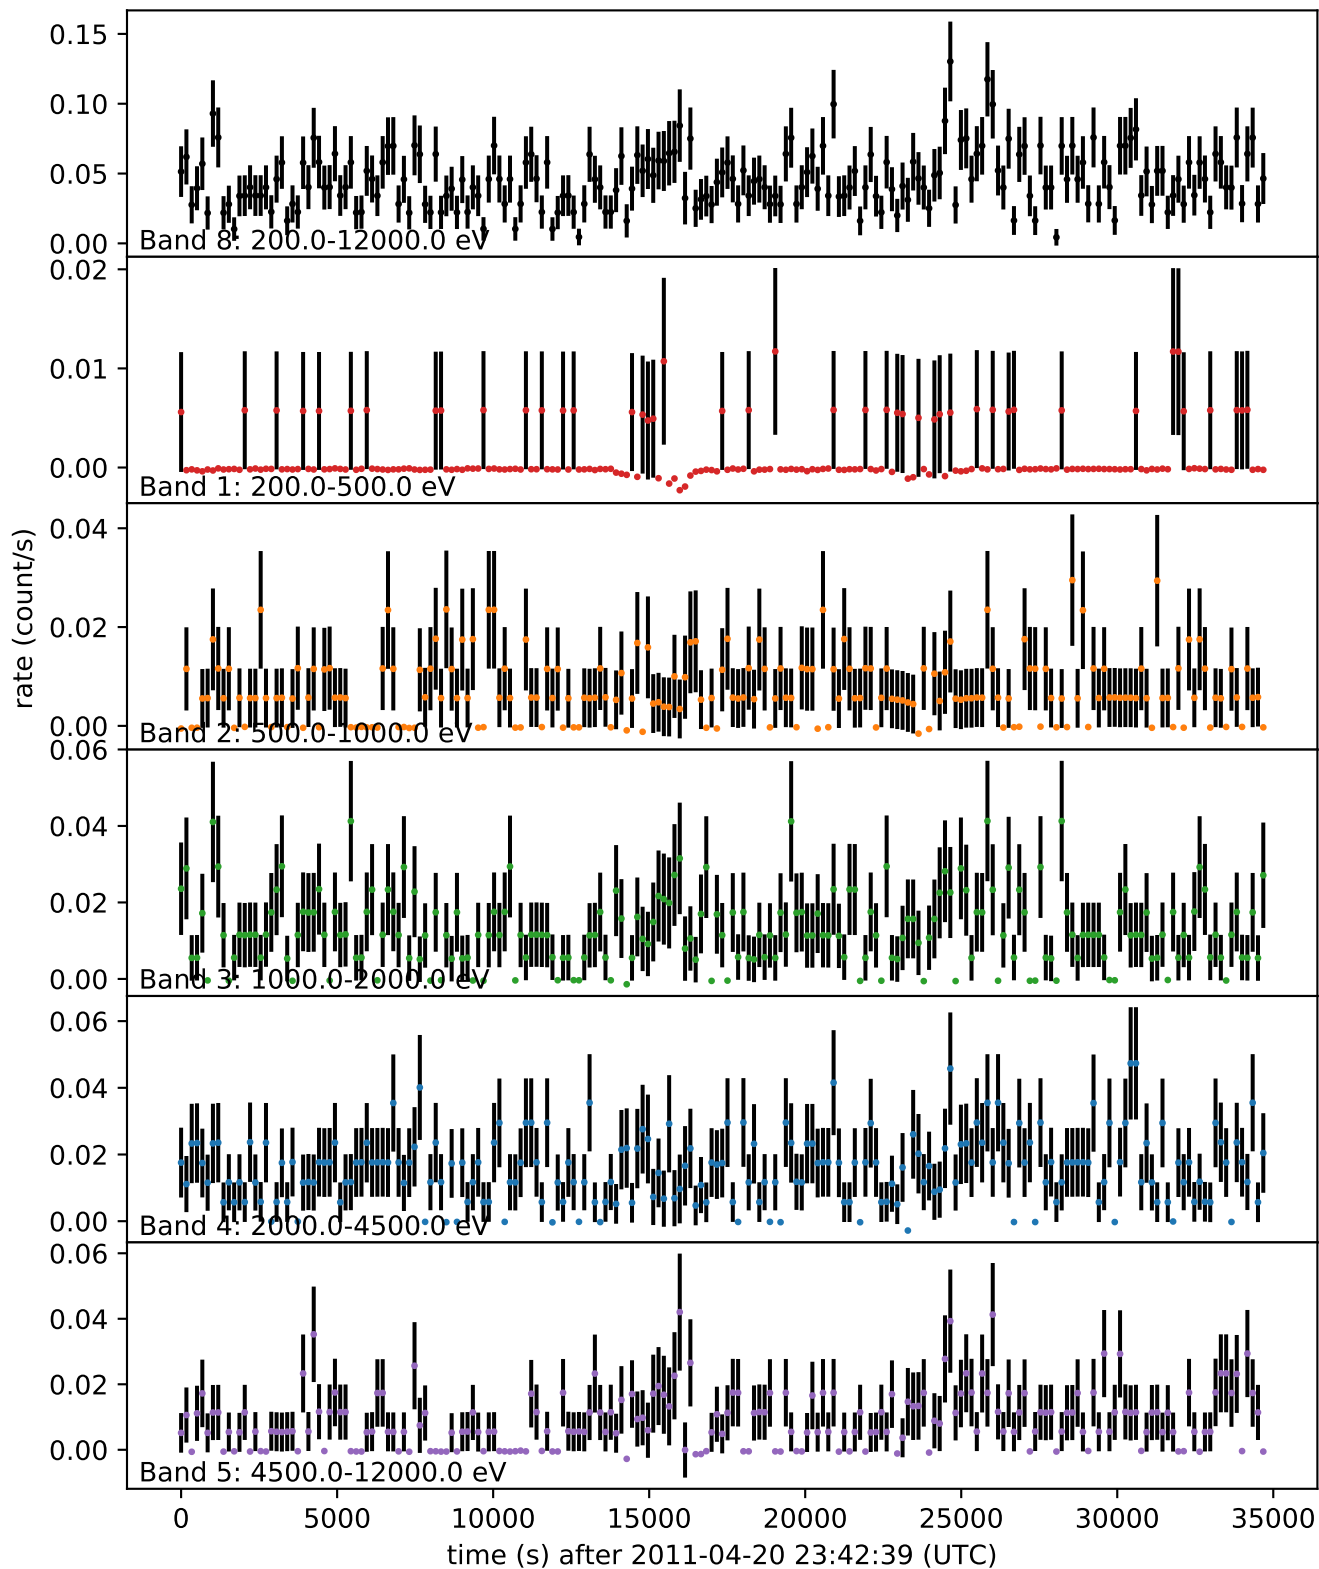 0.15
0.10
0.05
0.00
Band 8: 200.0-12000.0 eV
0.02
0.01
0.00
Band 1: 200.0-500.0 eV
0.04
0.02
0.00
Band 2: 500.0-1000.0 eV
rate (count/s)
0.06
0.04
0.02
0.00
Band 3: 1000.0-2000.0 eV
0.06
0.04
0.02
0.00
Band 4: 2000.0-4500.0 eV
0.06
0.04
0.02
0.00
Band 5: 4500.0-12000.0 eV
0 5000 10000 15000 20000 25000 30000 35000
time (s) after 2011-04-20 23:42:39 (UTC)